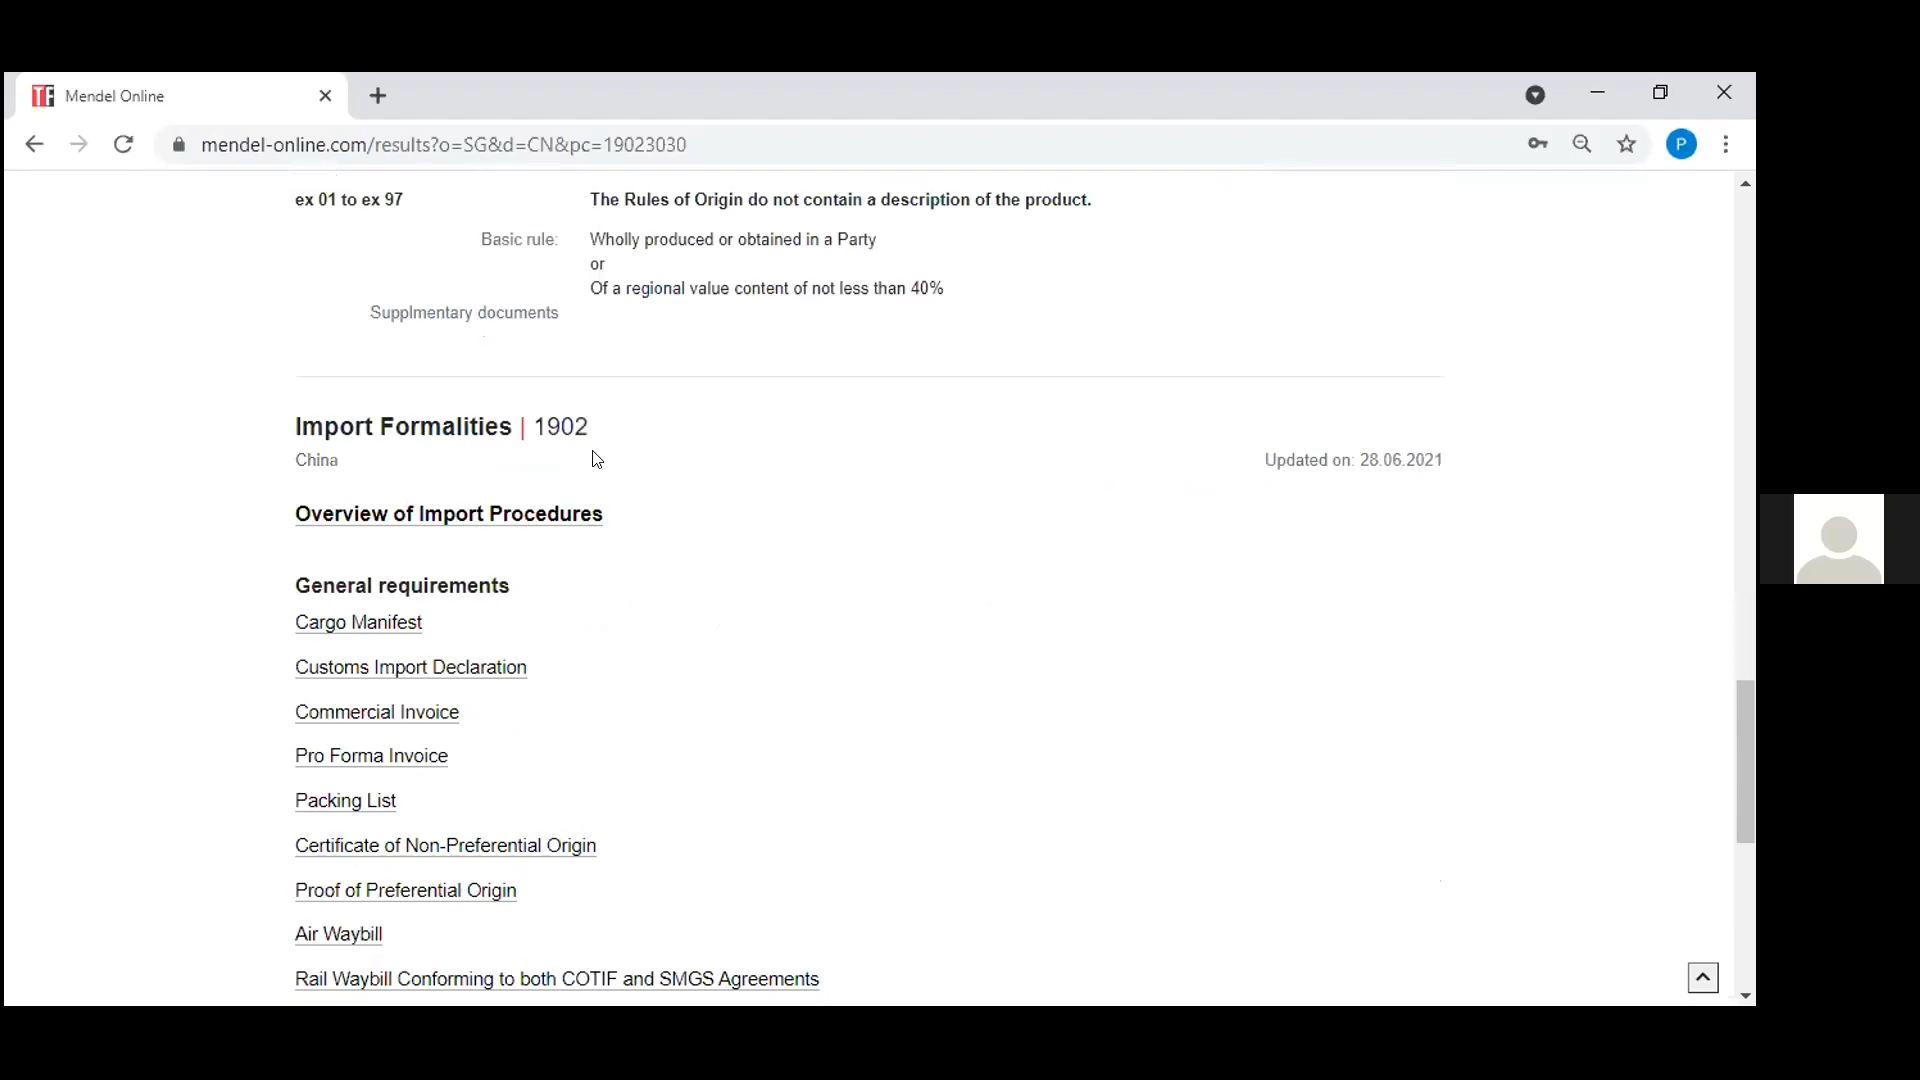 Mendel Online
mendel-online.com/results?o=SG&d=CN&pc=19023030
P
ex 01 to ex 97 The Rules of Origin do not contain a description of the product.
Basic rule: Wholly produced or obtained in a Party
or
Of a regional value content of not less than 40%
Supplmentary documents
Import Formalities | 1902
China Updated on: 28.06.2021
Overview of Import Procedures
General requirements
Cargo Manifest
Customs Import Declaration
Commercial Invoice
Pro Forma Invoice
Packing List
Certificate of Non-Preferential Origin
Proof of Preferential Origin
Air Waybill
Rail Waybill Conforming to both COTIF and SMGS Agreements